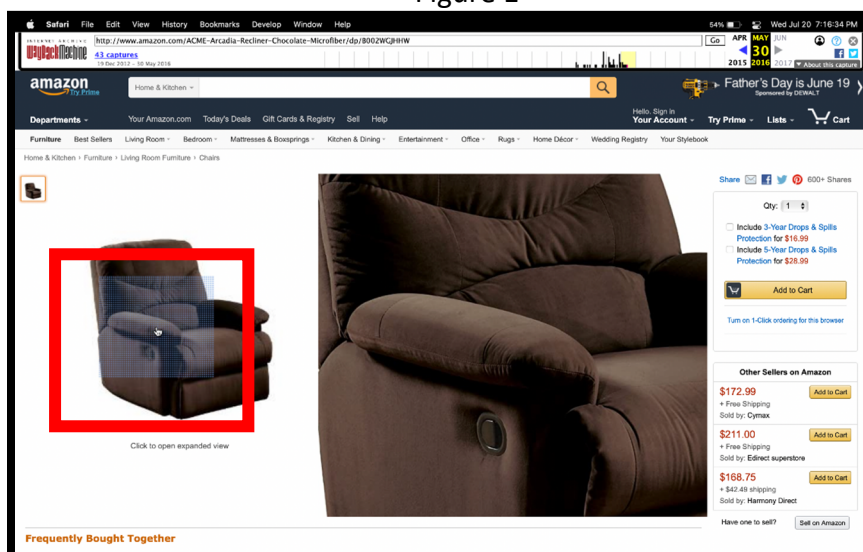 Safari File Edit View History Bookmarks Develop Window Help
54% Wed Jul 20 7:16:34 PM
INTERNET ARCHIVE
WayBackMachine
http://www.amazon.com/ACME-Arcadia-Recliner-Chocolate-Microfiber/dp/B002WGJHHW
Go
43 captures
19 Dec 2012 - 30 May 2016
APR MAY JUN
30
2015 2016 2017
About this capture
amazon
Try Prime
Home & Kitchen
Father's Day is June 19
Sponsored by DEWALT
Departments
Your Amazon.com Today's Deals Gift Cards & Registry Sell Help
Hello. Sign in
Your Account
Try Prime Lists Cart
Furniture Best Sellers Living Room Bedroom Mattresses & Boxsprings Kitchen & Dining Entertainment Office Rugs Home Décor Wedding Registry Your Stylebook
Home & Kitchen › Furniture › Living Room Furniture › Chairs
Share 600+ Shares
Qty: 1
Include 3-Year Drops & Spills
Protection for $16.99
Include 5-Year Drops & Spills
Protection for $28.99
Add to Cart
Turn on 1-Click ordering for this browser
Other Sellers on Amazon
$172.99 Add to Cart
+ Free Shipping
Sold by: Cymax
$211.00 Add to Cart
+ Free Shipping
Sold by: Edirect superstore
$168.75 Add to Cart
+ $42.49 shipping
Sold by: Harmony Direct
Have one to sell? Sell on Amazon
Click to open expanded view
Frequently Bought Together